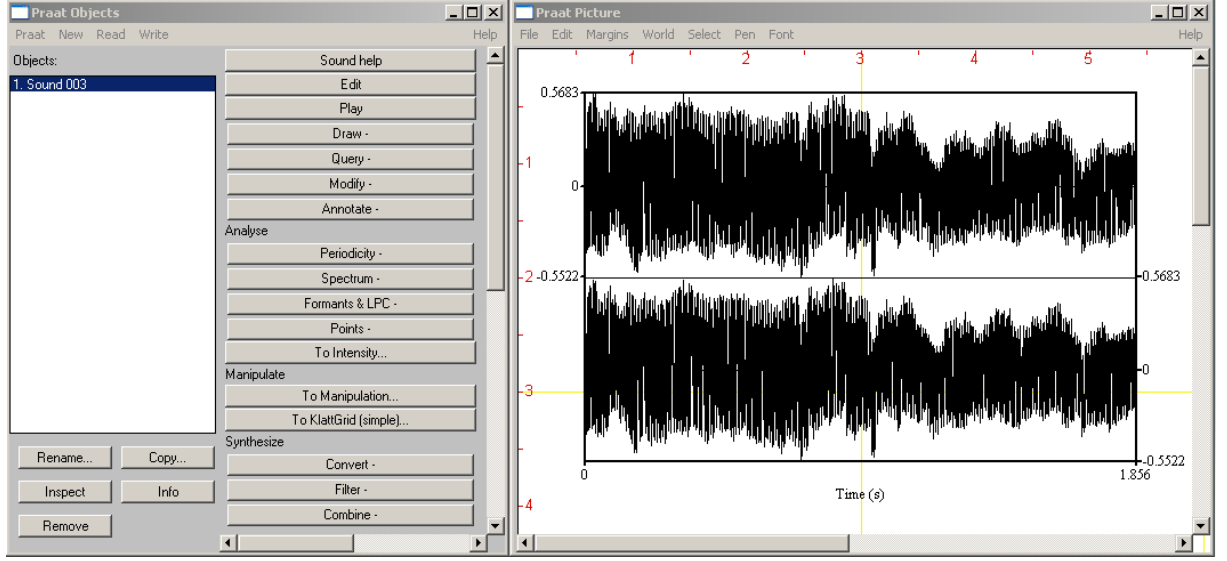 Praat Objects
Praat New Read Write Help
Objects:
1. Sound 003
Sound help
Edit
Play
Draw -
Query -
Modify -
Annotate -
Analyse
Periodicity -
Spectrum -
Formants & LPC -
Points -
To Intensity...
Manipulate
To Manipulation...
To KlattGrid (simple)...
Synthesize
Convert -
Filter -
Combine -
Rename... Copy...
Inspect Info
Remove
Praat Picture
File Edit Margins World Select Pen Font Help
1 2 3 4 5
0.5683
1
0
2 -0.5522 0.5683
0
3
-0.5522
0 1.856
Time (s)
4